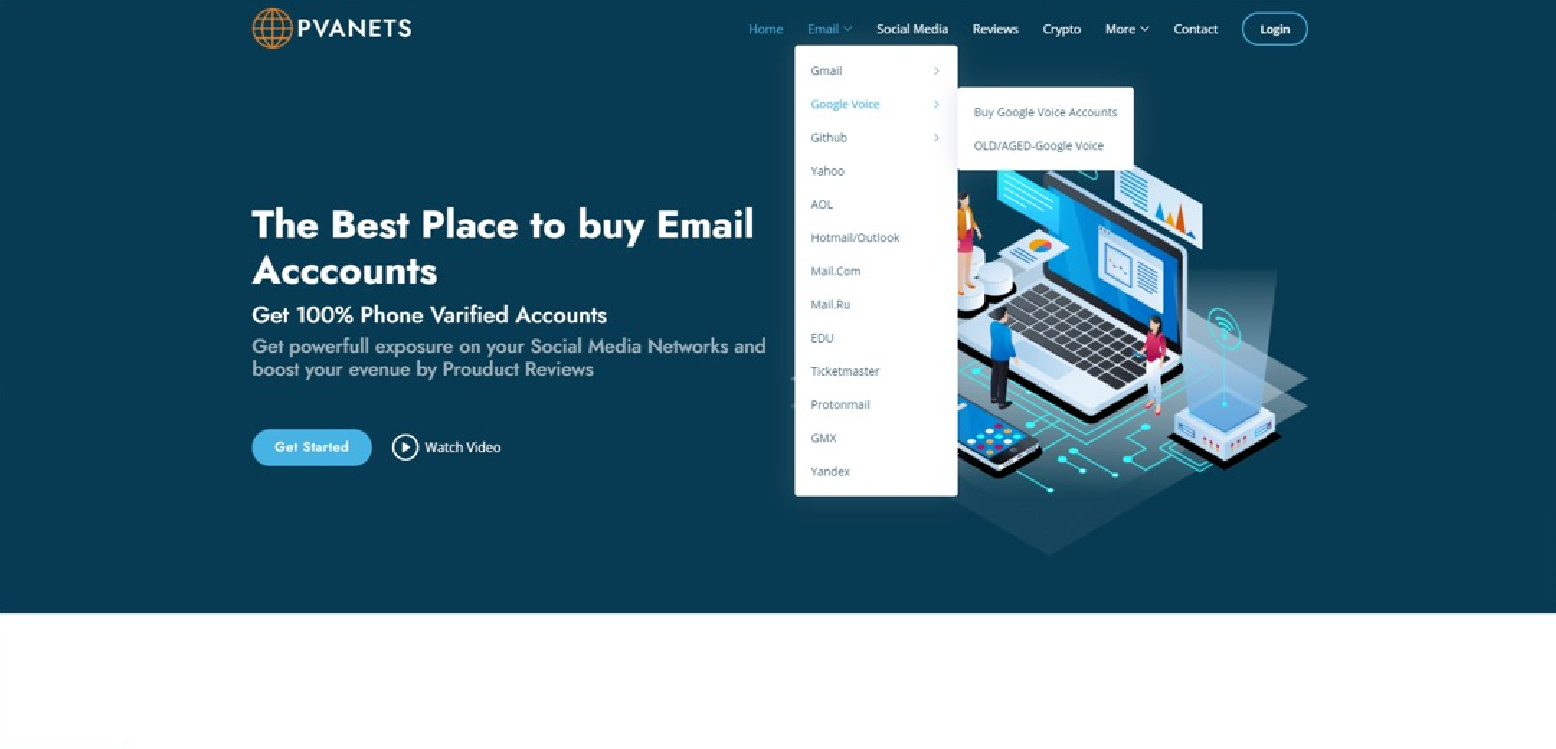 PVANETS
Home Email Social Media Reviews Crypto More Contact Login
Gmail
Google Voice
Github
Yahoo
AOL
Hotmail/Outlook
Mail.Com
Mail.Ru
EDU
Ticketmaster
Protonmail
GMX
Yandex
Buy Google Voice Accounts
OLD/AGED-Google Voice
The Best Place to buy Email
Acccounts
Get 100% Phone Varified Accounts
Get powerfull exposure on your Social Media Networks and
boost your evenue by Prouduct Reviews
Get Started Watch Video